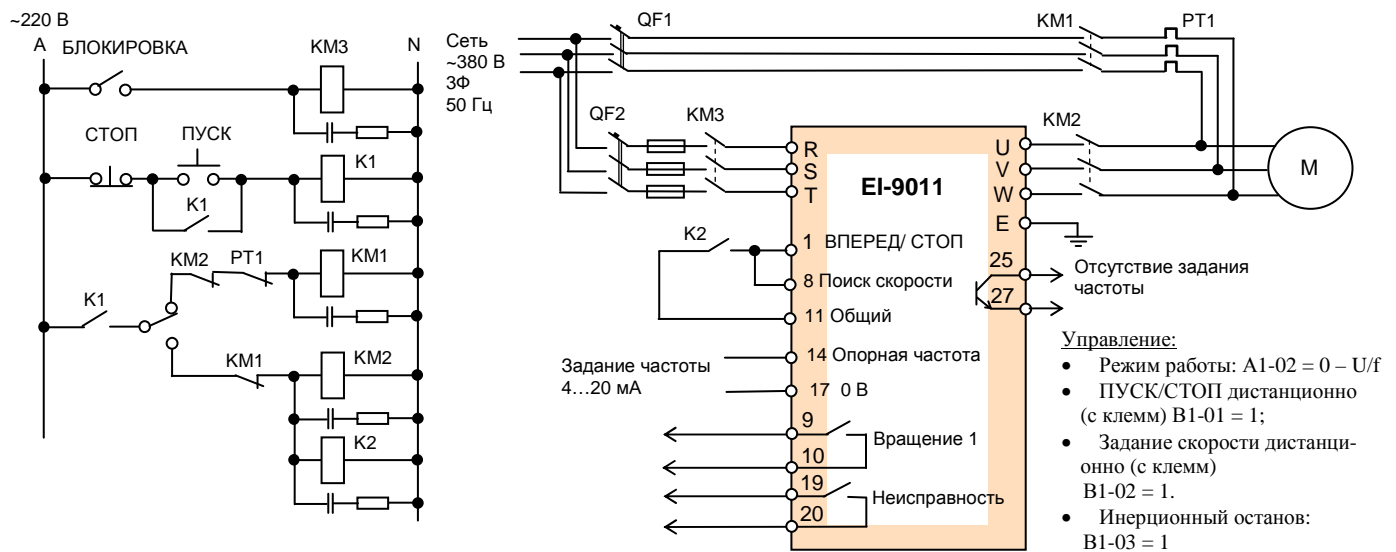 ~220 В
А
БЛОКИРОВКА
КМ3
N
СТОП
ПУСК
К1
К1
КМ2
РТ1
КМ1
К1
КМ1
КМ2
К2
Сеть
~380 В
3Ф
50 Гц
QF1
КМ1
РТ1
QF2
КМ3
КМ2
М
R
S
T
EI-9011
U
V
W
E
К2
1 ВПЕРЕД/ СТОП
8 Поиск скорости
11 Общий
14 Опорная частота
17 0 В
Задание частоты
4…20 мА
9
Вращение 1
10
19
Неисправность
20
25
27
Отсутствие задания
частоты
Управление:
• Режим работы: А1-02 = 0 – U/f
• ПУСК/СТОП дистанционно
(с клемм) В1-01 = 1;
• Задание скорости дистанци-
онно (с клемм)
В1-02 = 1.
• Инерционный останов:
В1-03 = 1